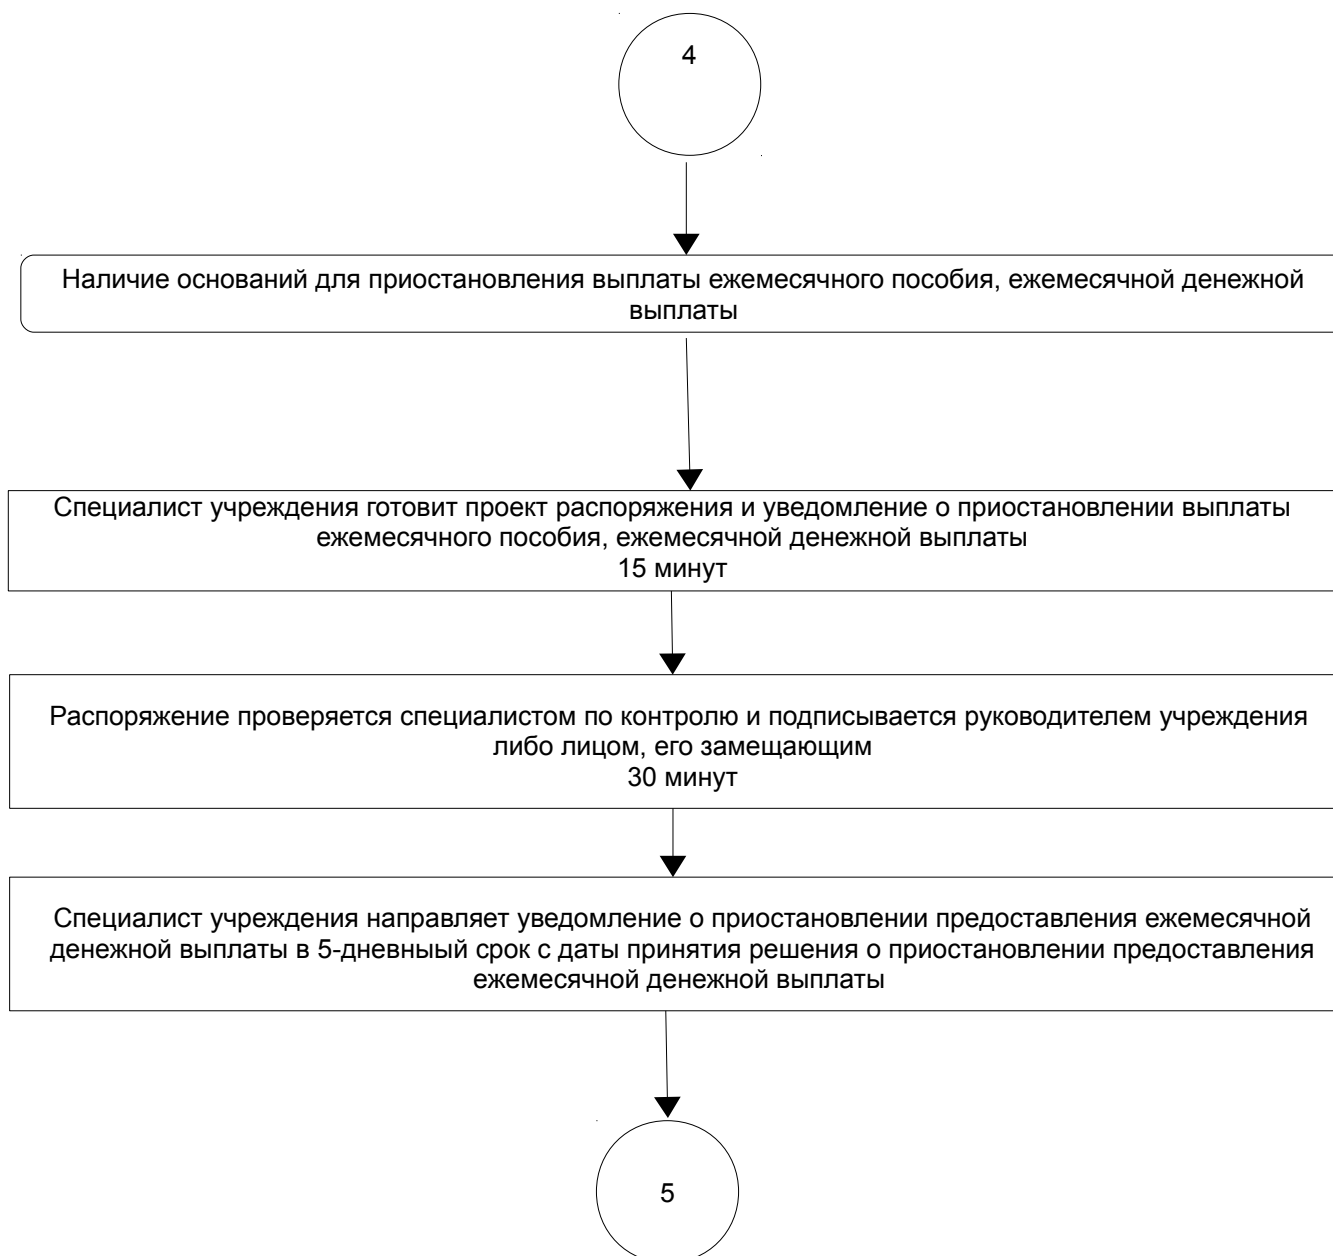 4
Наличие оснований для приостановления выплаты ежемесячного пособия, ежемесячной денежной
выплаты
Специалист учреждения готовит проект распоряжения и уведомление о приостановлении выплаты
ежемесячного пособия, ежемесячной денежной выплаты
15 минут
Распоряжение проверяется специалистом по контролю и подписывается руководителем учреждения
либо лицом, его замещающим
30 минут
Специалист учреждения направляет уведомление о приостановлении предоставления ежемесячной
денежной выплаты в 5-дневныый срок с даты принятия решения о приостановлении предоставления
ежемесячной денежной выплаты
5